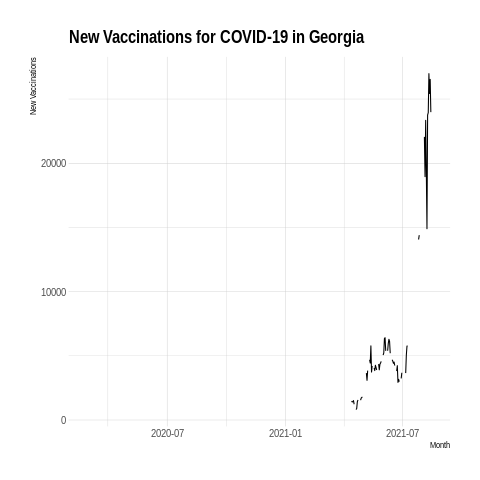 New Vaccinations for COVID-19 in Georgia
New Vaccinations
20000
10000
0
2020-07
2021-01
2021-07
Month